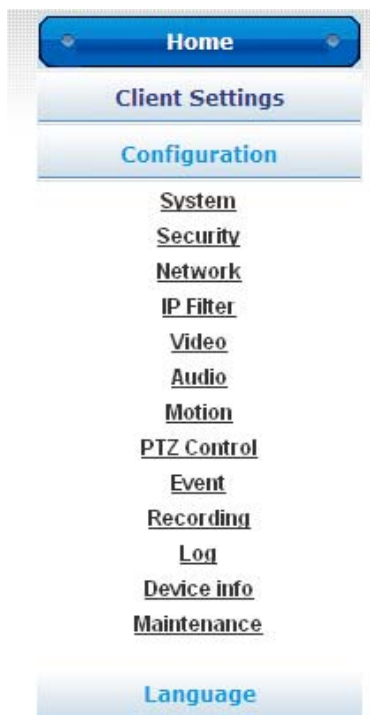 Home
Client Settings
Configuration
System
Security
Network
IP Filter
Video
Audio
Motion
PTZ Control
Event
Recording
Log
Device info
Maintenance
Language